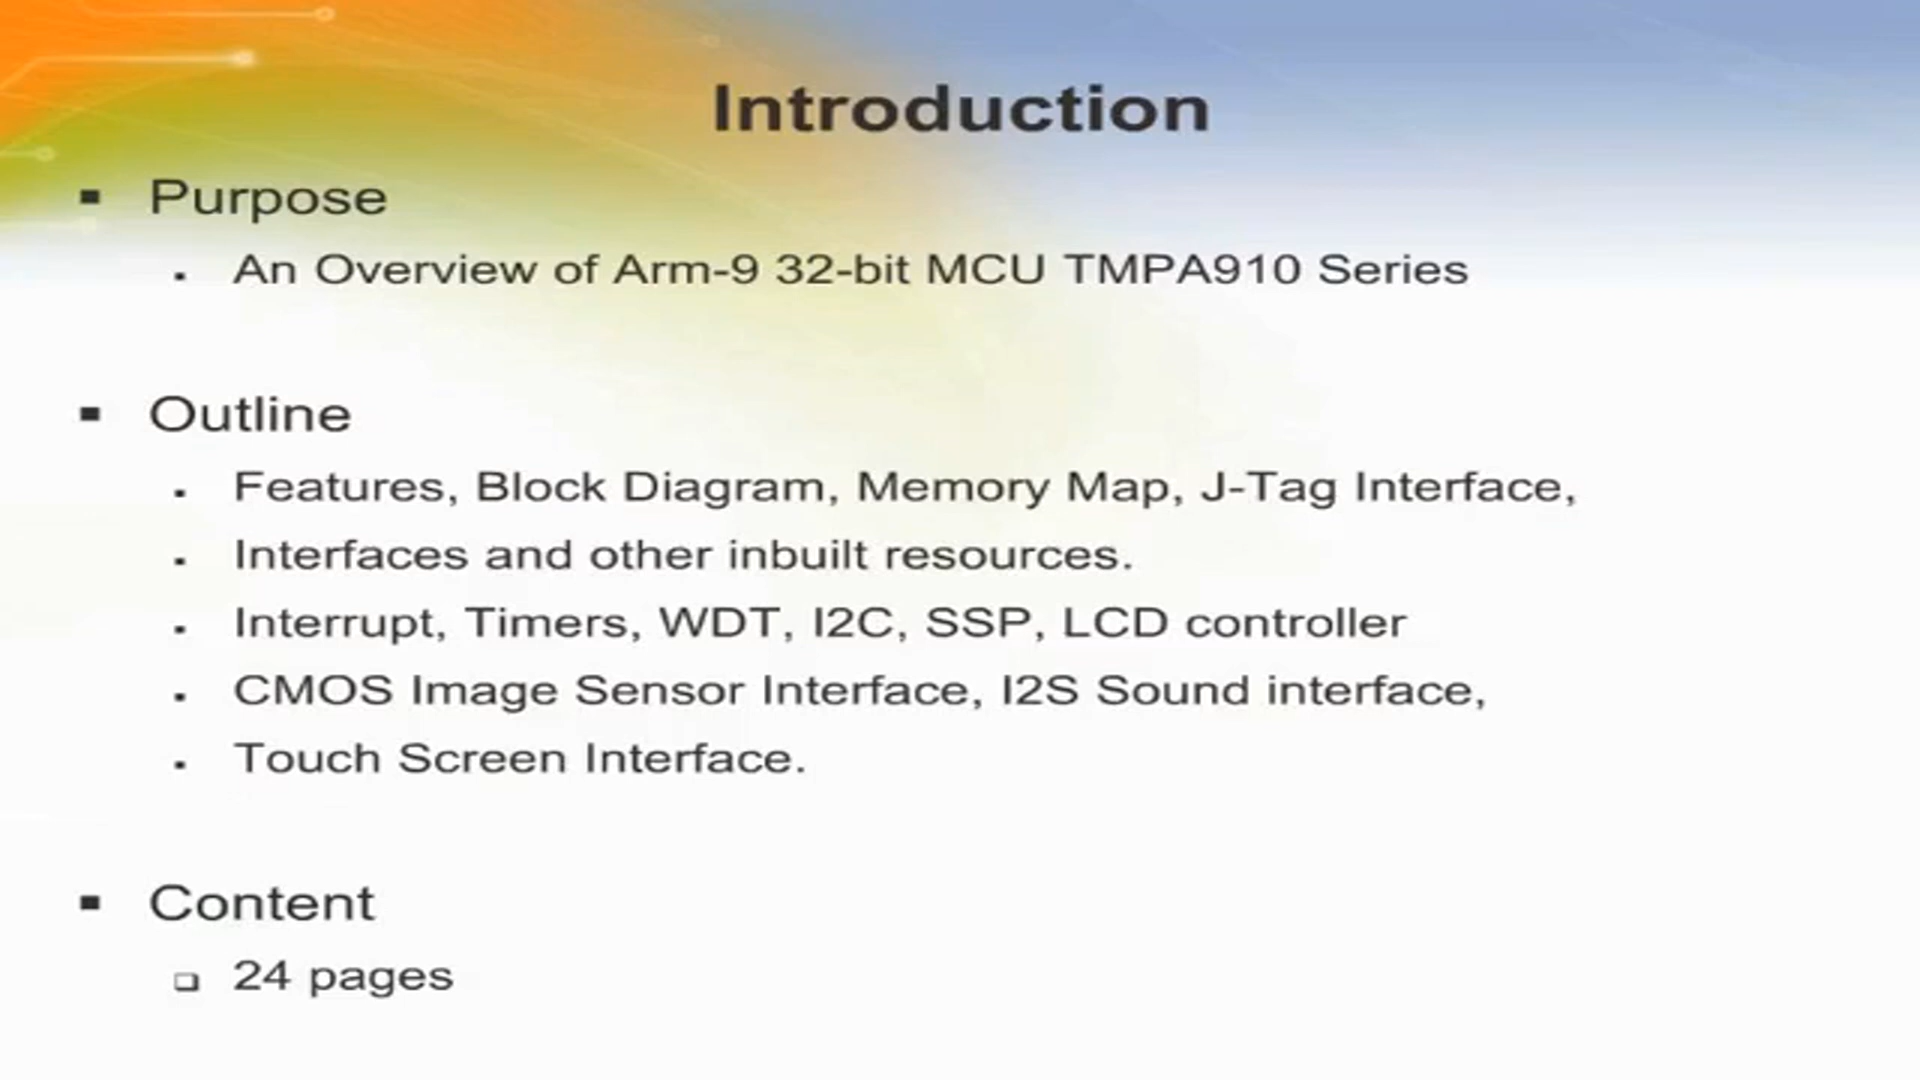 Introduction
Purpose
An Overview of Arm-9 32-bit MCU TMPA910 Series
Outline
Features, Block Diagram, Memory Map, J-Tag Interface,
Interfaces and other inbuilt resources.
Interrupt, Timers, WDT, I2C, SSP, LCD controller
CMOS Image Sensor Interface, I2S Sound interface,
Touch Screen Interface.
Content
24 pages